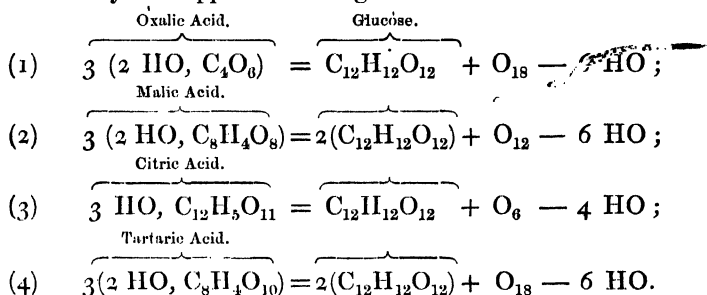 Oxalic Acid. Glucose.
(1) 3 (2 HO, C₄O₆) = C₁₂H₁₂O₁₂ + O₁₈ — HO ;
Malic Acid.
(2) 3 (2 HO, C₈H₄O₈) = 2(C₁₂H₁₂O₁₂) + O₁₂ — 6 HO ;
Citric Acid.
(3) 3 HO, C₁₂H₅O₁₁ = C₁₂H₁₂O₁₂ + O₆ — 4 HO ;
Tartaric Acid.
(4) 3(2 HO, C₈H₄O₁₀) = 2(C₁₂H₁₂O₁₂) + O₁₈ — 6 HO.